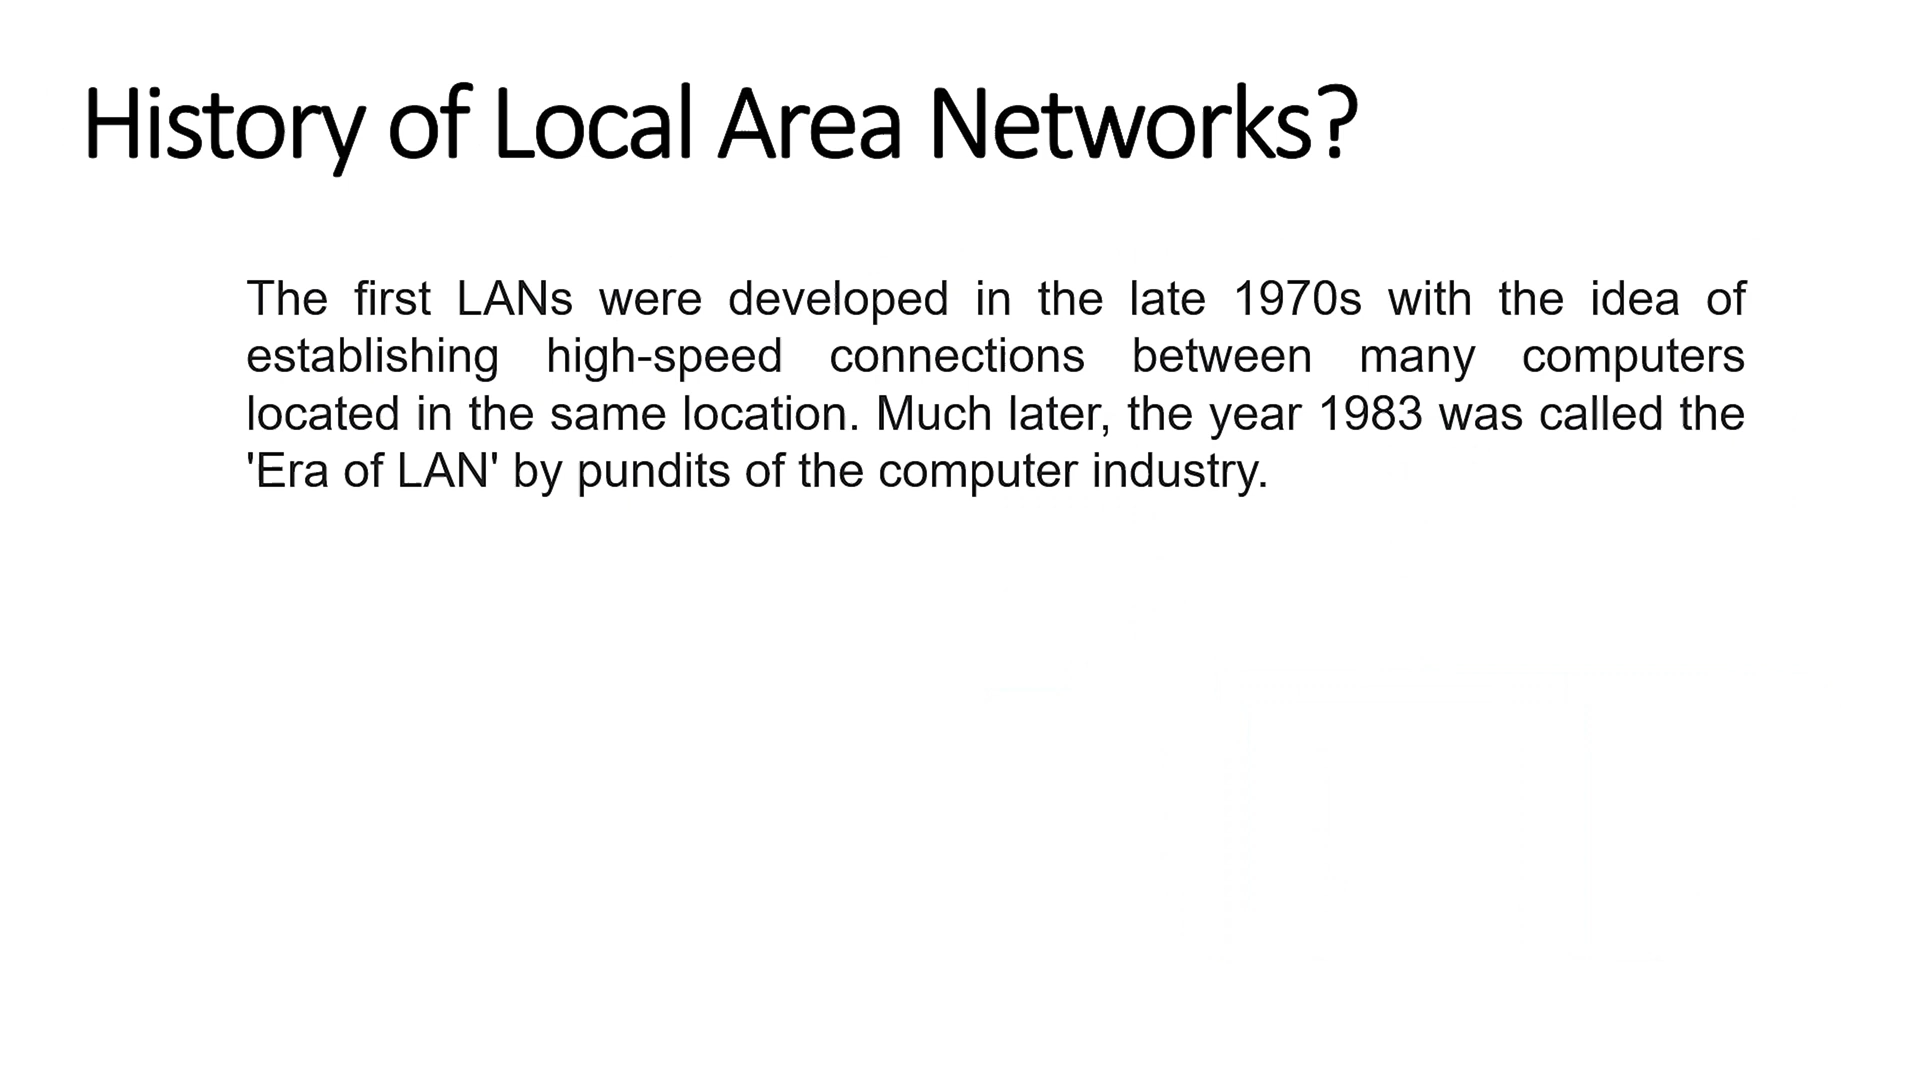 History of Local Area Networks?
The first LANs were developed in the late 1970s with the idea of
establishing high-speed connections between many computers
located in the same location. Much later, the year 1983 was called the
'Era of LAN' by pundits of the computer industry.